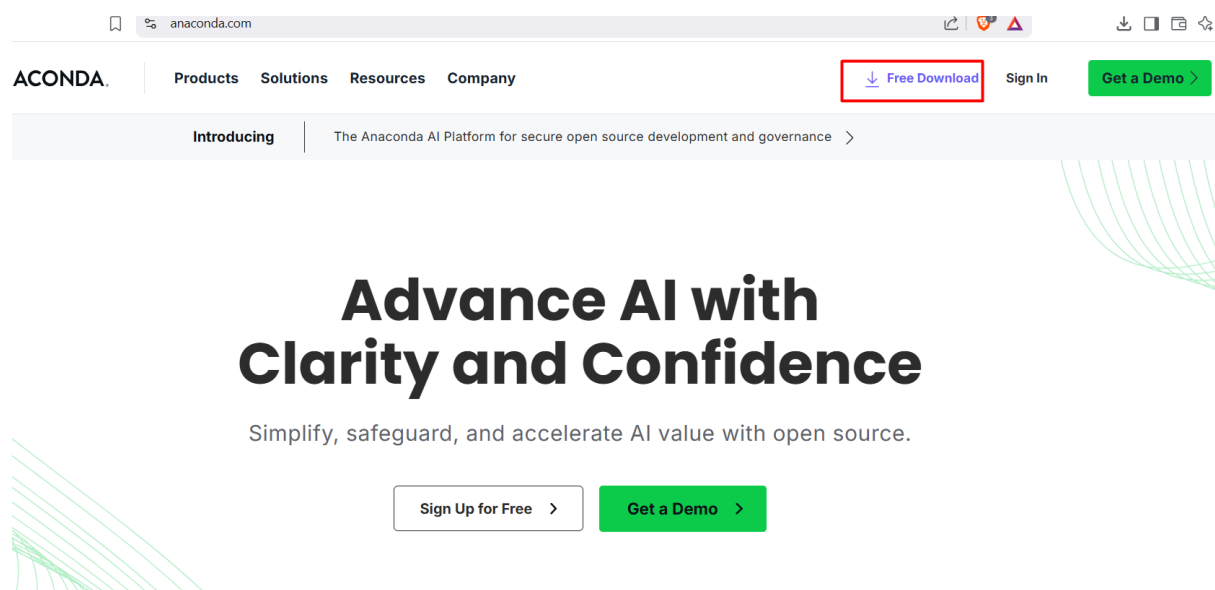 anaconda.com
ACONDA.
Products Solutions Resources Company
Free Download
Sign In
Get a Demo
Introducing
The Anaconda AI Platform for secure open source development and governance
Advance AI with
Clarity and Confidence
Simplify, safeguard, and accelerate AI value with open source.
Sign Up for Free
Get a Demo